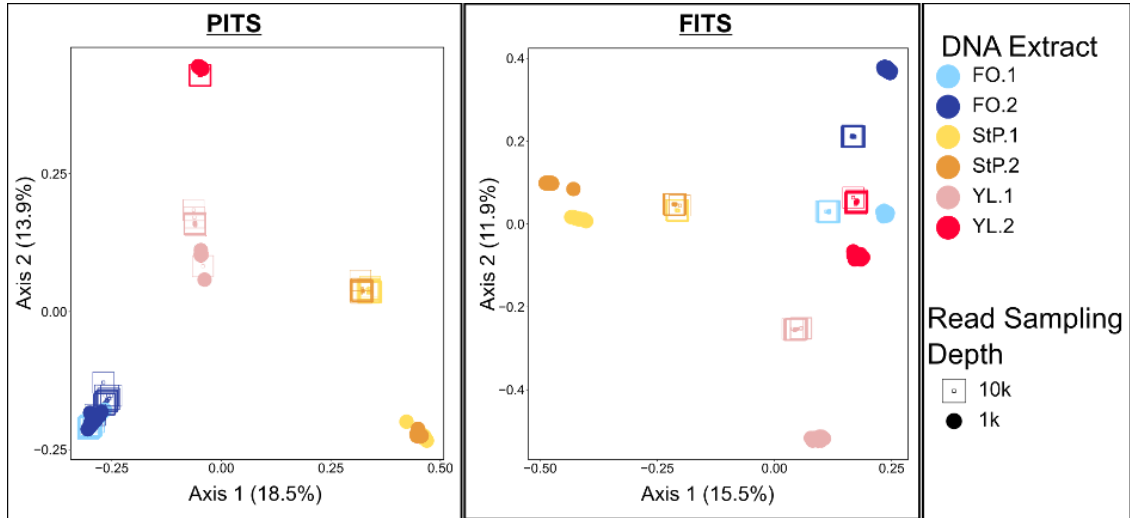 PITS
FITS
Axis 2 (13.9%)
0.25
0.00
−0.25
−0.25
0.00
0.25
0.50
Axis 1 (18.5%)
Axis 2 (11.9%)
0.4
0.2
0.0
−0.2
−0.4
−0.50
−0.25
0.00
0.25
Axis 1 (15.5%)
DNA Extract
FO.1
FO.2
StP.1
StP.2
YL.1
YL.2
Read Sampling
Depth
10k
1k